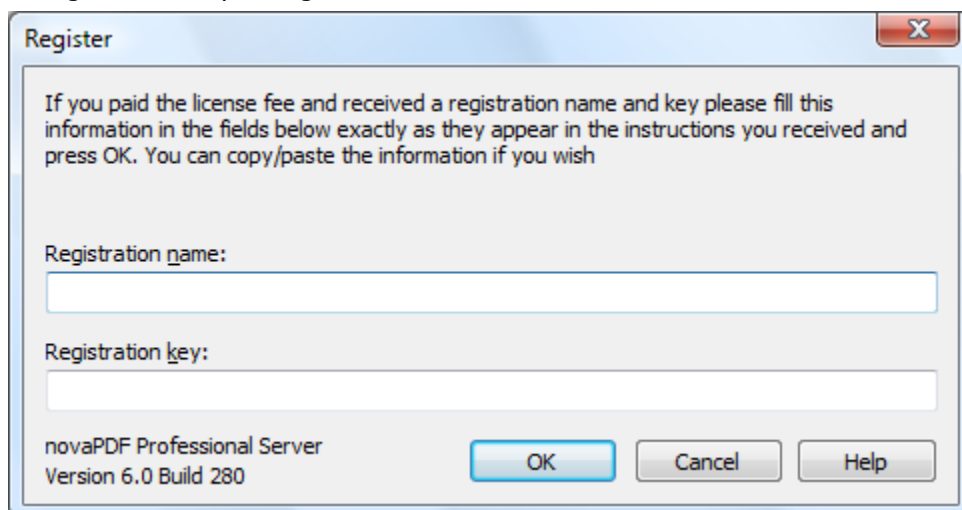 Register
If you paid the license fee and received a registration name and key please fill this
information in the fields below exactly as they appear in the instructions you received and
press OK. You can copy/paste the information if you wish
Registration name:
Registration key:
novaPDF Professional Server
Version 6.0 Build 280
OK Cancel Help